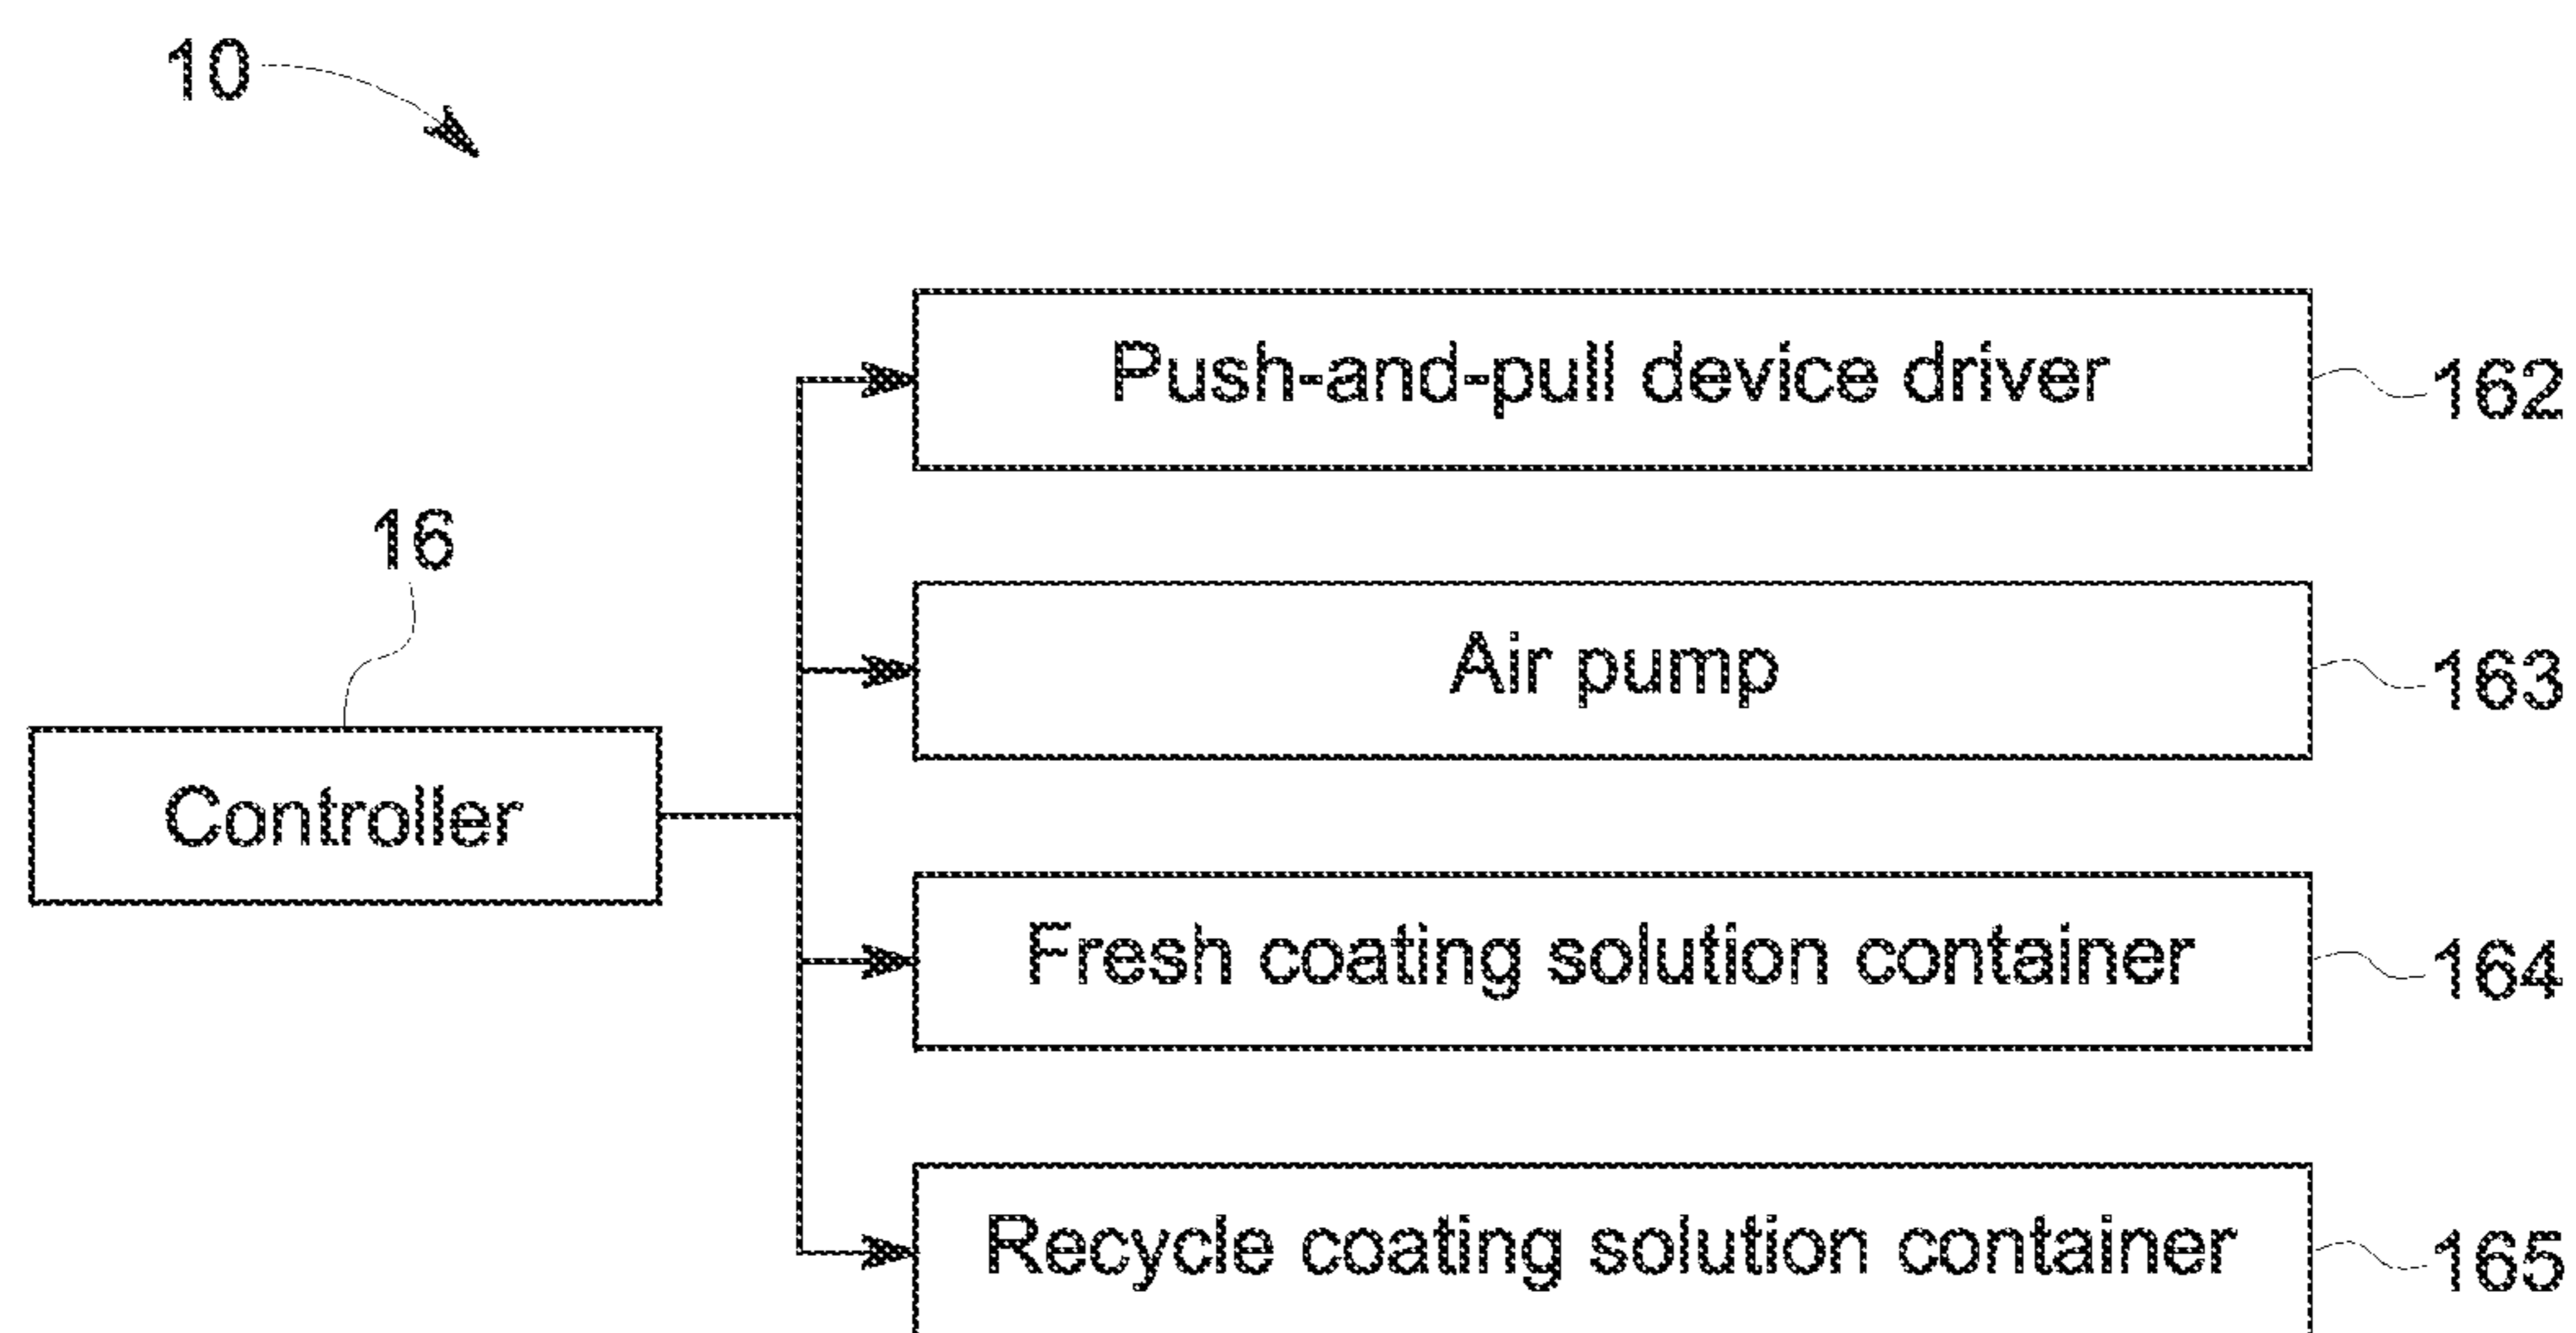 10
Push-and-pull device driver
162
16
Air pump
163
Controller
Fresh coating solution container
164
Recycle coating solution container
165